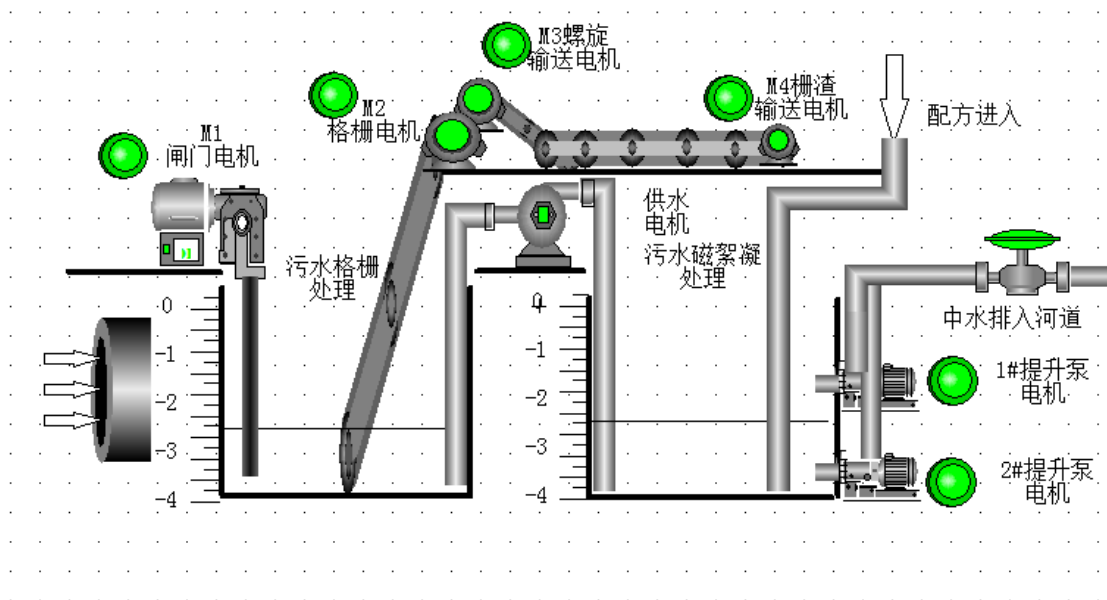 M3螺旋
输送电机
M2
格栅电机
M4栅渣
输送电机
配方进入
M1
闸门电机
供水
电机
污水磁絮凝
处理
污水格栅
处理
中水排入河道
0
-1
-2
-3
-4
-1
-2
-3
-4
1#提升泵
电机
2#提升泵
电机